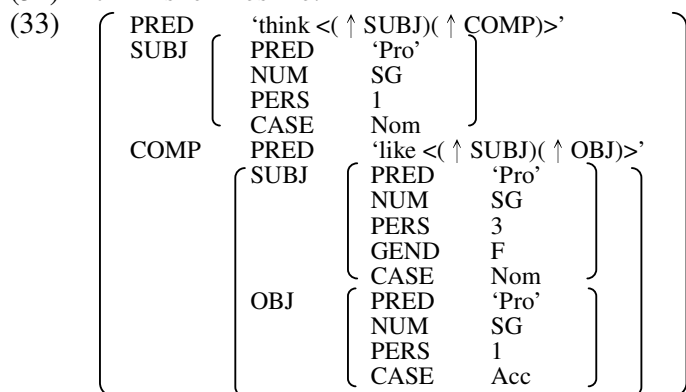 (33) PRED ‘think <(↑SUBJ)(↑COMP)>’
SUBJ PRED ‘Pro’
NUM SG
PERS 1
CASE Nom
COMP PRED ‘like <(↑SUBJ)(↑OBJ)>’
SUBJ PRED ‘Pro’
NUM SG
PERS 3
GEND F
CASE Nom
OBJ PRED ‘Pro’
NUM SG
PERS 1
CASE Acc